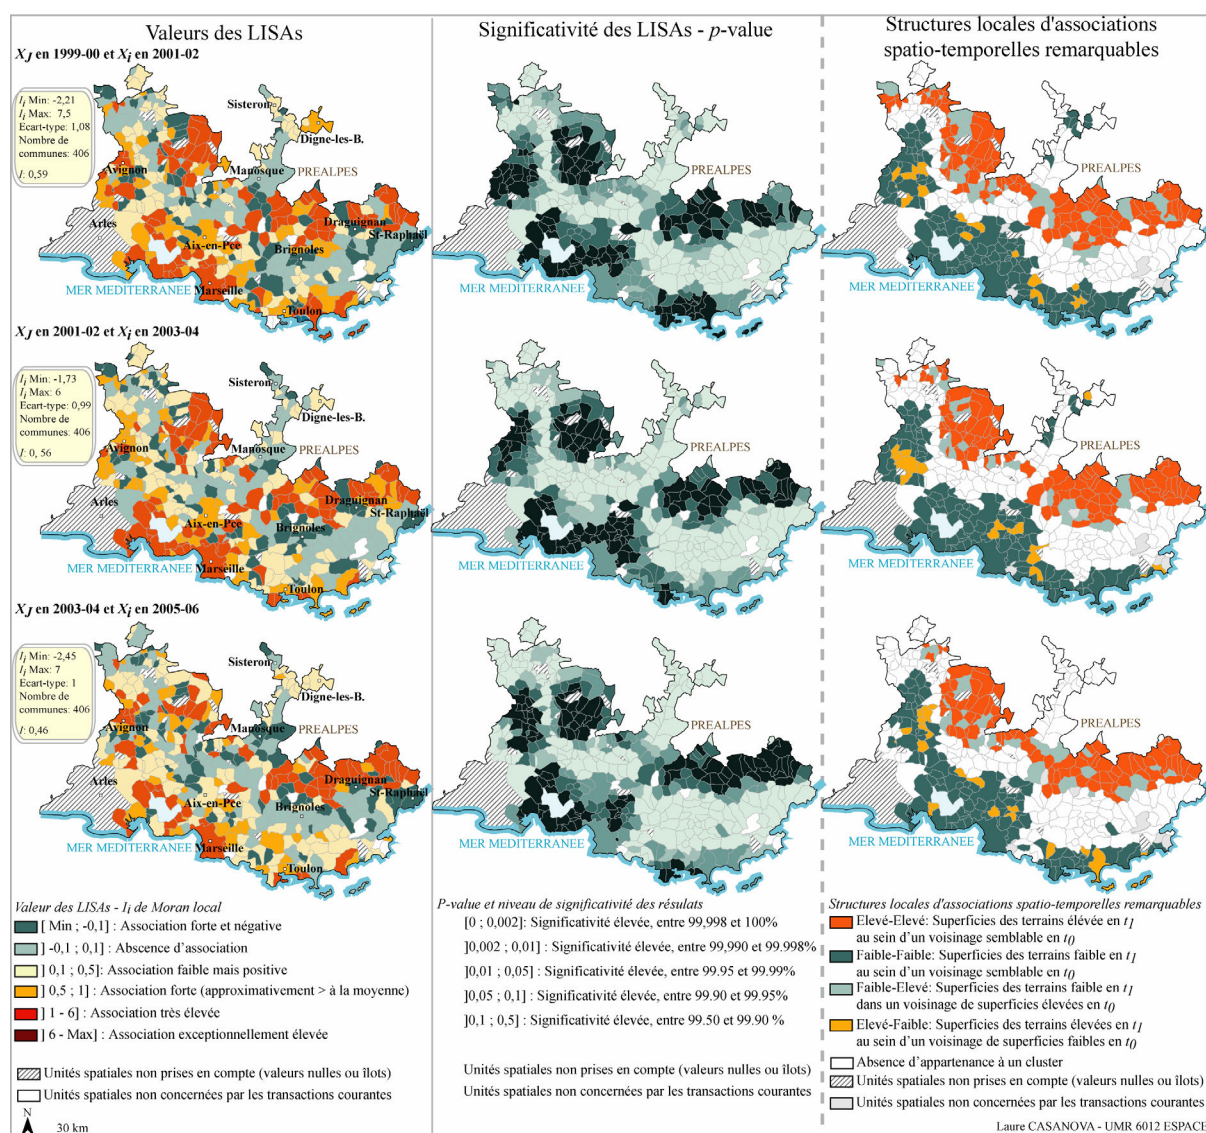 Valeurs des LISAs
Significativité des LISAs - p-value
Structures locales d'associations
spatio-temporelles remarquables
XJ en 1999-00 et Xi en 2001-02
Ii Min: -2,21
Ii Max: 7,5
Ecart-type: 1,08
Nombre de
communes: 406
I: 0,59
Sisteron
Digne-les-B.
Avignon
Manosque
PREALPES
Arles
Draguignan
St-Raphaël
Aix-en-Pce
Brignoles
Marseille
Toulon
MER MEDITERRANEE
PREALPES
MER MEDITERRANEE
PREALPES
MER MEDITERRANEE
XJ en 2001-02 et Xi en 2003-04
Ii Min: -1,73
Ii Max: 6
Ecart-type: 0,99
Nombre de
communes: 406
I: 0, 56
Sisteron
Digne-les-B.
Avignon
Manosque
PREALPES
Arles
Draguignan
St-Raphaël
Aix-en-Pce
Brignoles
Marseille
Toulon
MER MEDITERRANEE
PREALPES
MER MEDITERRANEE
PREALPES
MER MEDITERRANEE
XJ en 2003-04 et Xi en 2005-06
Ii Min: -2,45
Ii Max: 7
Ecart-type: 1
Nombre de
communes: 406
I: 0,46
Sisteron
Digne-les-B.
Avignon
Manosque
PREALPES
Arles
Draguignan
St-Raphaël
Aix-en-Pce
Brignoles
Marseille
Toulon
MER MEDITERRANEE
PREALPES
MER MEDITERRANEE
PREALPES
MER MEDITERRANEE
Valeur des LISAs - Ii de Moran local
[ Min ; -0,1] : Association forte et négative
] -0,1 ; 0,1] : Abscence d'association
] 0,1 ; 0,5]: Association faible mais positive
] 0,5 ; 1] : Association forte (approximativement > à la moyenne)
] 1 - 6] : Association très élevée
] 6 - Max] : Association exceptionnellement élevée
Unités spatiales non prises en compte (valeurs nulles ou îlots)
Unités spatiales non concernées par les transactions courantes
N
30 km
P-value et niveau de significativité des résulats
[0 ; 0,002]: Significativité élevée, entre 99,998 et 100%
]0,002 ; 0,01] : Significativité élevée, entre 99,990 et 99.998%
]0,01 ; 0,05] : Significativité élevée, entre 99.95 et 99.99%
]0,05 ; 0,1] : Significativité élevée, entre 99.90 et 99.95%
]0,1 ; 0,5] : Significativité élevée, entre 99.50 et 99.90 %
Unités spatiales non prises en compte (valeurs nulles ou îlots)
Unités spatiales non concernées par les transactions courantes
Structures locales d'associations spatio-temporelles remarquables
Elevé-Elevé: Superficies des terrains élevée en t1
au sein d'un voisinage semblable en t0
Faible-Faible: Superficies des terrains faible en t1
au sein d'un voisinage semblable en t0
Faible-Elevé: Superficies des terrains faible en t1
dans un voisinage de superficies élevées en t0
Elevé-Faible: Superficies des terrains élevées en t1
au sein d'un voisinage de superficies faibles en t0
Absence d'appartenance à un cluster
Unités spatiales non prises en compte (valeurs nulles ou îlots)
Unités spatiales non concernées par les transactions courantes
Laure CASANOVA - UMR 6012 ESPACE